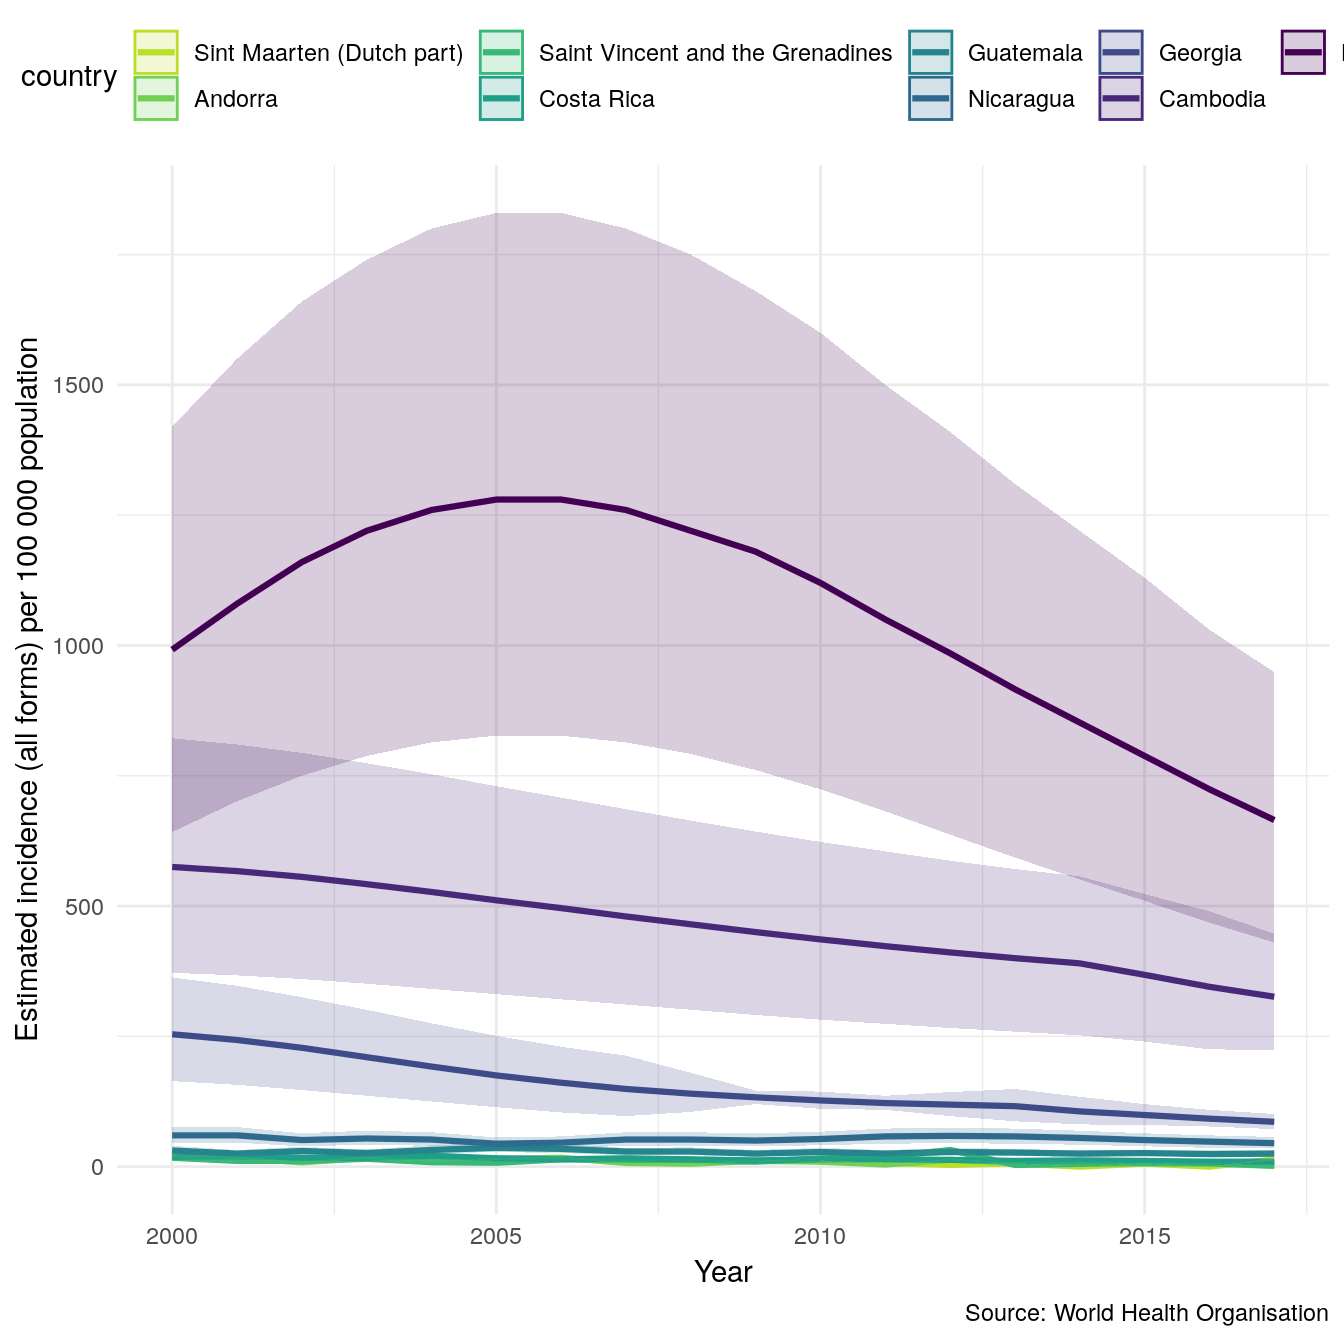 country
Sint Maarten (Dutch part)
Saint Vincent and the Grenadines
Guatemala
Georgia
Andorra
Costa Rica
Nicaragua
Cambodia
Estimated incidence (all forms) per 100 000 population
1500
1000
500
0
2000
2005
2010
2015
Year
Source: World Health Organisation